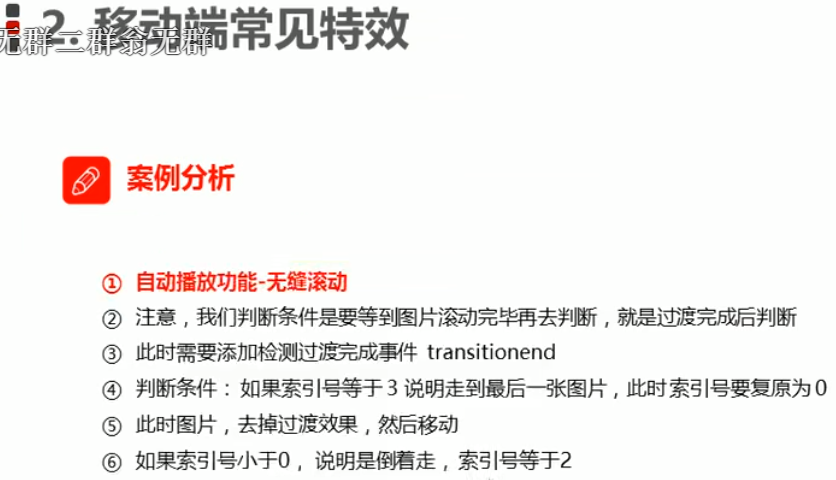 2. 移动端常见特效
无群二群翁无群
案例分析
① 自动播放功能-无缝滚动
② 注意，我们判断条件是要等到图片滚动完毕再去判断，就是过渡完成后判断
③ 此时需要添加检测过渡完成事件 transitionend
④ 判断条件：如果索引号等于 3 说明走到最后一张图片，此时 索引号要复原为 0
⑤ 此时图片，去掉过渡效果，然后移动
⑥ 如果索引号小于0， 说明是倒着走，索引号等于2